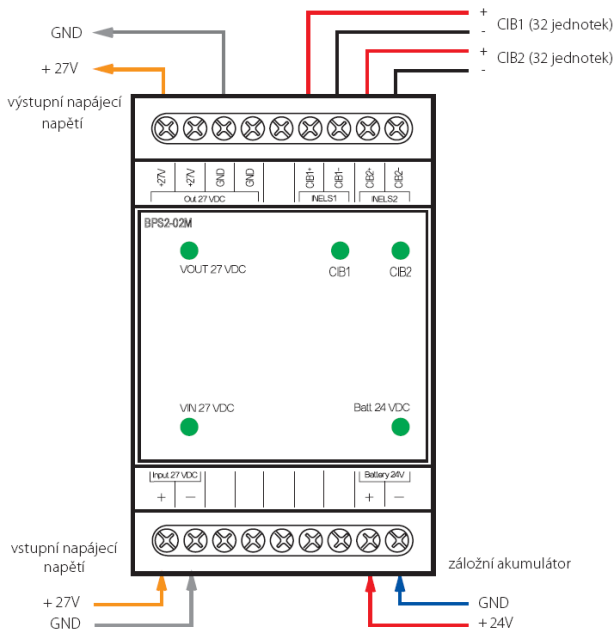 GND
+ 27V
výstupní napájecí
napětí
+
- CIB1 (32 jednotek)
+
- CIB2 (32 jednotek)
+27V
+27V
GND
GND
CIB1+
CIB1-
CIB2+
CIB2-
Out 27 VDC
INELS1
INELS2
BPS2-02M
VOUT 27 VDC
CIB1
CIB2
VIN 27 VDC
Batt 24 VDC
Input 27 VDC
Battery 24V
+ −
+ −
vstupní napájecí
napětí
záložní akumulátor
+ 27V
GND
GND
+ 24V